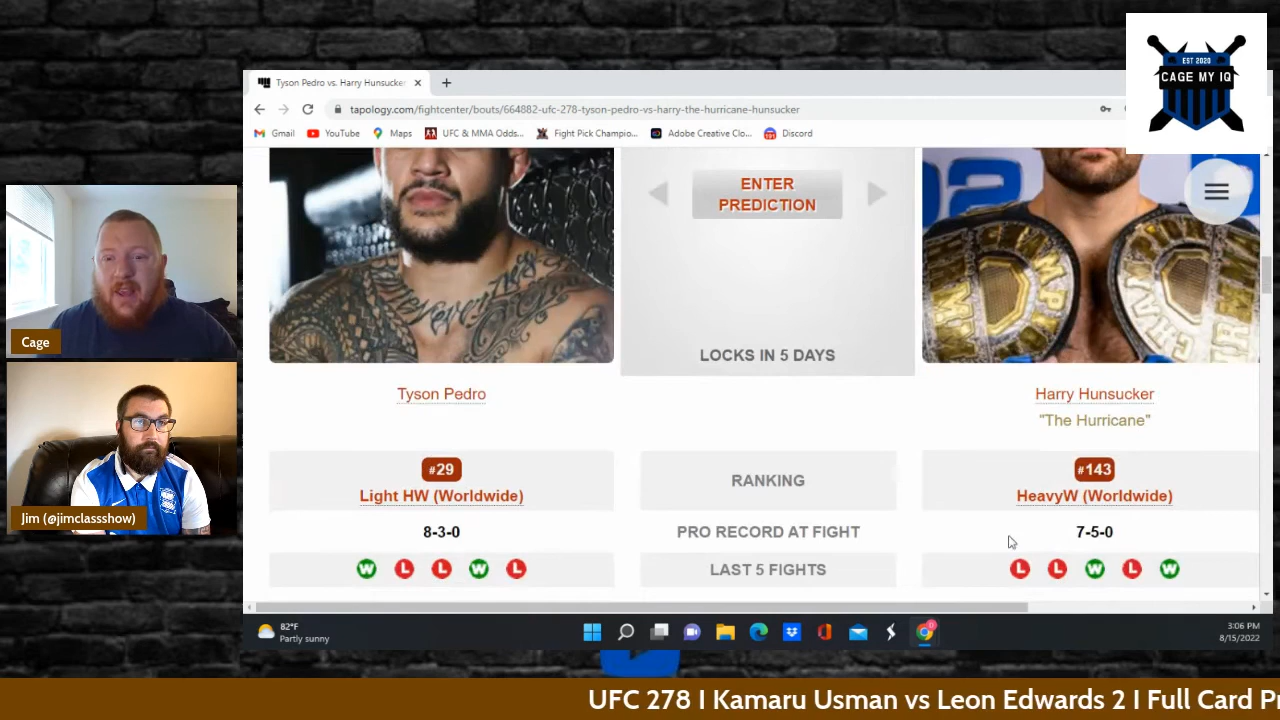 EST 2020
CAGE MY IQ
Tyson Pedro vs. Harry Hunsucker
tapology.com/fightcenter/bouts/664882-ufc-278-tyson-pedro-vs-harry-the-hurricane-hunsucker
Gmail YouTube Maps UFC & MMA Odds... Fight Pick Champio... Adobe Creative Clo... Discord
ENTER
PREDICTION
LOCKS IN 5 DAYS
Cage
Jim (@jimclassshow)
Tyson Pedro
Harry Hunsucker
"The Hurricane"
#29
RANKING
#143
Light HW (Worldwide)
HeavyW (Worldwide)
8-3-0 PRO RECORD AT FIGHT 7-5-0
W L L W L LAST 5 FIGHTS L L W L W
82°F
Partly sunny
3:06 PM
8/15/2022
UFC 278 I Kamaru Usman vs Leon Edwards 2 I Full Card Pr